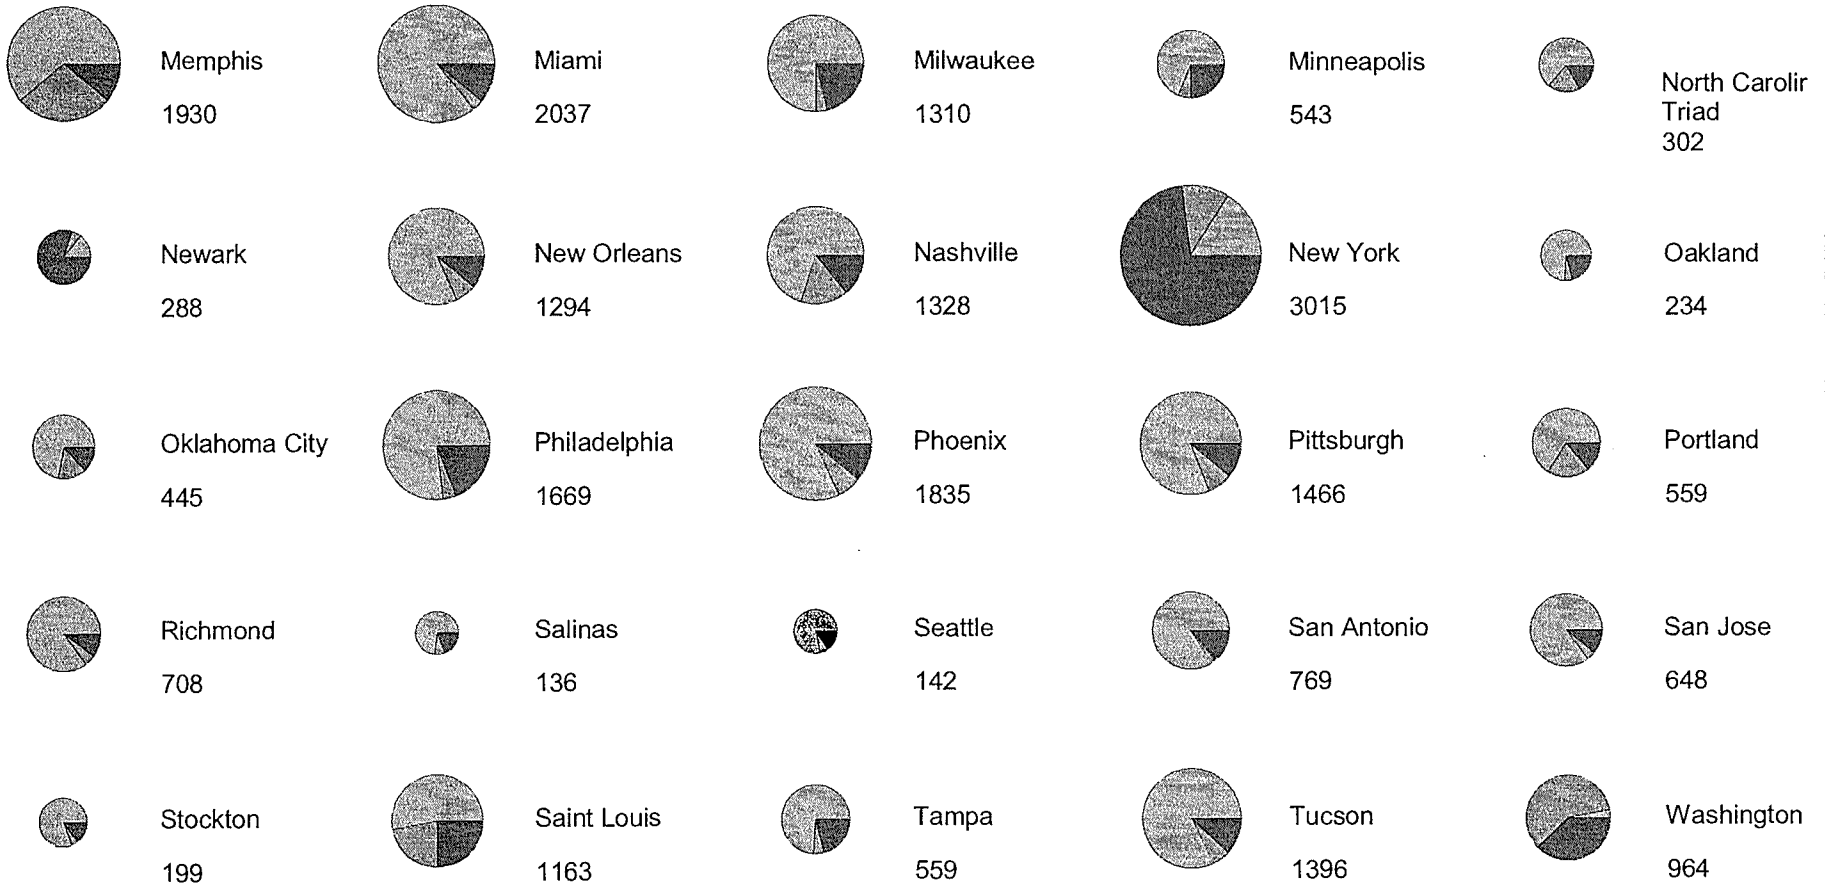 Memphis
1930
Miami
2037
Milwaukee
1310
Minneapolis
543
North Carolir
Triad
302
Newark
288
New Orleans
1294
Nashville
1328
New York
3015
Oakland
234
Oklahoma City
445
Philadelphia
1669
Phoenix
1835
Pittsburgh
1466
Portland
559
Richmond
708
Salinas
136
Seattle
142
San Antonio
769
San Jose
648
Stockton
199
Saint Louis
1163
Tampa
559
Tucson
1396
Washington
964